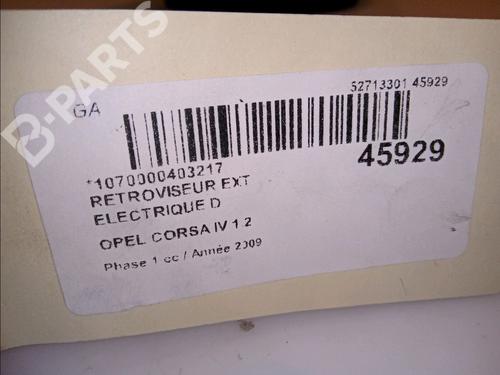 B-PARTS
GA
52713301 45929
*1070000403217
45929
RETROVISEUR EXT
ELECTRIQUE D
OPEL CORSA IV 1.2
Phase 1 cc / Année 2009